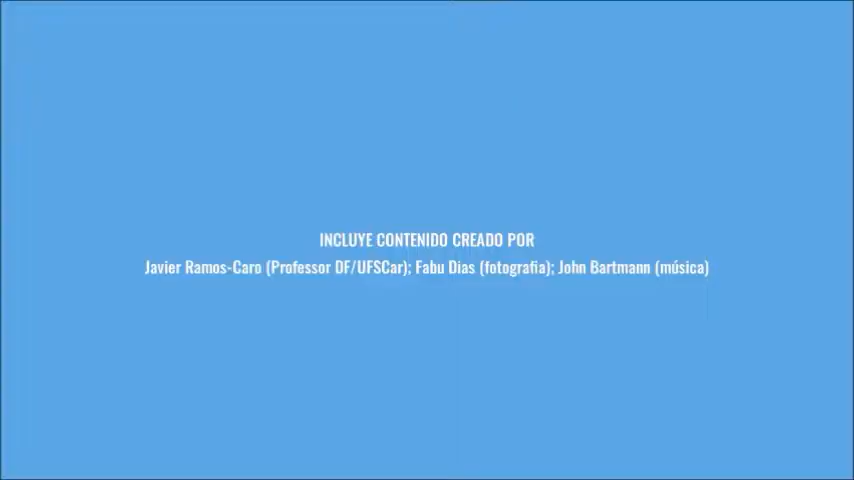 INCLUYE CONTENIDO CREADO POR
Javier Ramos-Caro (Professor DF/UFSCar); Fabu Dias (fotografia); John Bartmann (música)